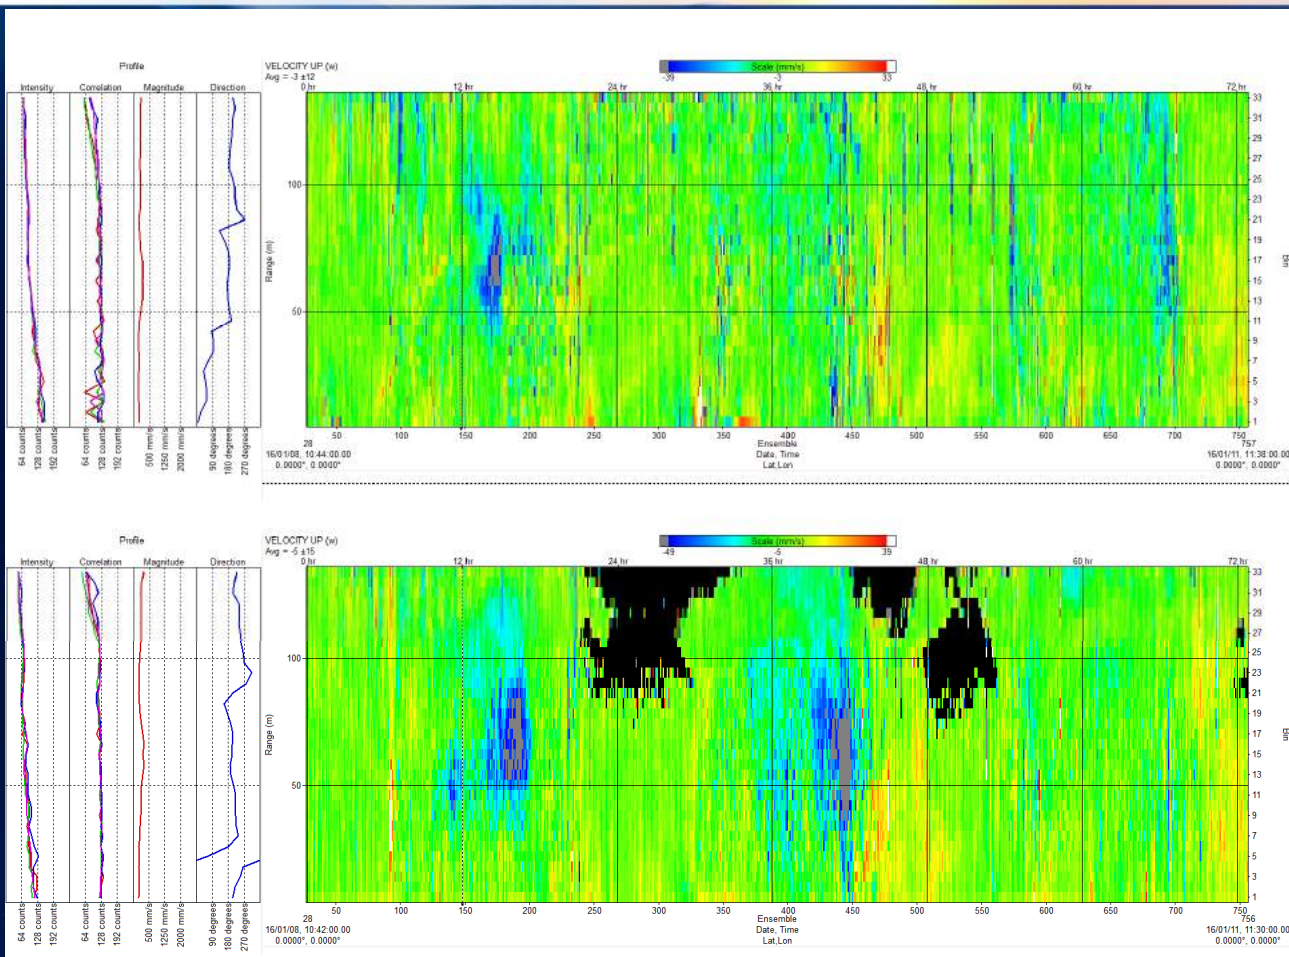 Profile
Intensity Correlation Magnitude Direction
VELOCITY UP (w)
Avg = -3 ±12
Scale (mm/s)
-39 -3 33
0 hr 12 hr 24 hr 36 hr 48 hr 60 hr 72 hr
Range (m)
100
50
33
31
29
27
25
23
21
19
17
15
13
11
9
7
5
3
1
Bin
64 counts
128 counts
192 counts
64 counts
128 counts
192 counts
500 mm/s
1250 mm/s
2000 mm/s
90 degrees
180 degrees
270 degrees
50 100 150 200 250 300 350 400 450 500 550 600 650 700 750
28 Ensemble 757
16/01/08, 10:44:00.00 Date, Time 16/01/11, 11:38:00.00
0.0000°, 0.0000° Lat,Lon 0.0000°, 0.0000°
Profile
Intensity Correlation Magnitude Direction
VELOCITY UP (w)
Avg = -5 ±15
Scale (mm/s)
-49 -5 39
0 hr 12 hr 24 hr 36 hr 48 hr 60 hr 72 hr
Range (m)
100
50
33
31
29
27
25
23
21
19
17
15
13
11
9
7
5
3
1
Bin
64 counts
128 counts
192 counts
64 counts
128 counts
192 counts
500 mm/s
1250 mm/s
2000 mm/s
90 degrees
180 degrees
270 degrees
50 100 150 200 250 300 350 400 450 500 550 600 650 700 750
28 Ensemble 756
16/01/08, 10:42:00.00 Date, Time 16/01/11, 11:30:00.00
0.0000°, 0.0000° Lat,Lon 0.0000°, 0.0000°